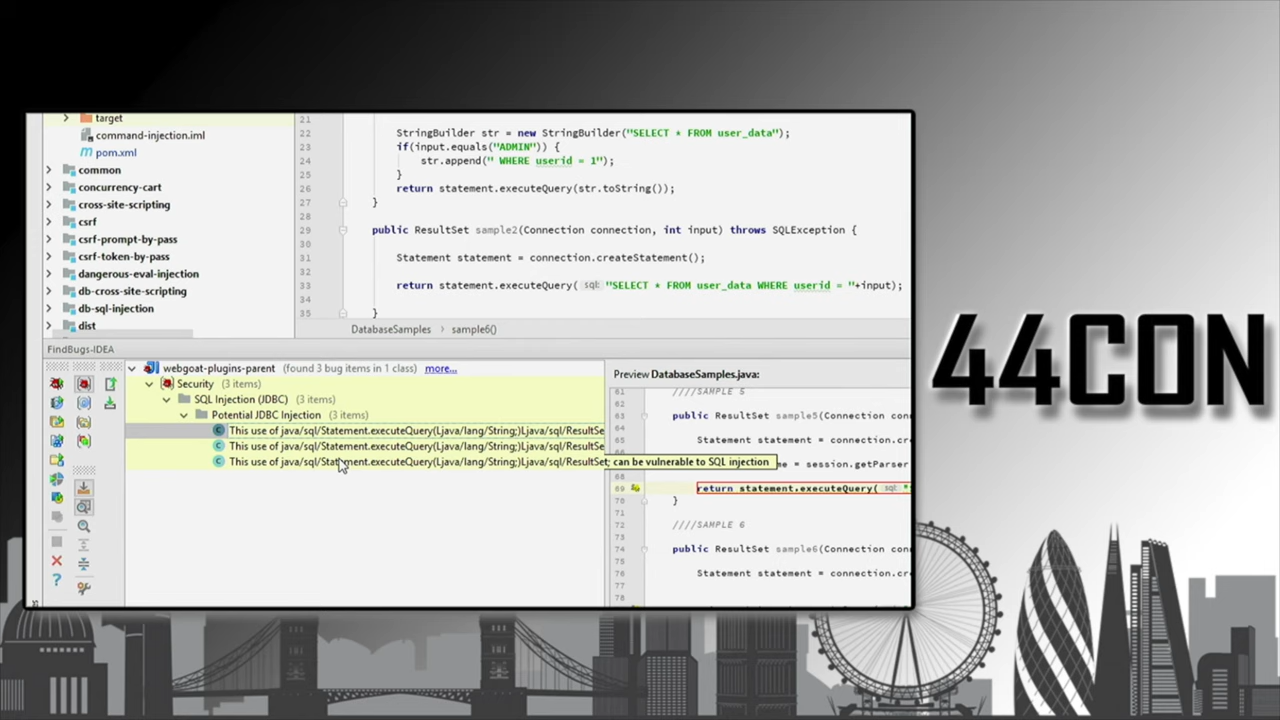 target
command-injection.iml
pom.xml
common
concurrency-cart
cross-site-scripting
csrf
csrf-prompt-by-pass
csrf-token-by-pass
dangerous-eval-injection
db-cross-site-scripting
db-sql-injection
dist
21
22 StringBuilder str = new StringBuilder("SELECT * FROM user_data");
23 if(input.equals("ADMIN")) {
24 str.append(" WHERE userid = 1");
25 }
26 return statement.executeQuery(str.toString());
27 }
28
29 public ResultSet sample2(Connection connection, int input) throws SQLException {
30
31 Statement statement = connection.createStatement();
32
33 return statement.executeQuery( sql: "SELECT * FROM user_data WHERE userid = "+input);
34
35 }
DatabaseSamples > sample6()
44CON
FindBugs-IDEA
webgoat-plugins-parent (found 3 bug items in 1 class) more...
Security (3 items)
SQL Injection (JDBC) (3 items)
Potential JDBC Injection (3 items)
This use of java/sql/Statement.executeQuery(Ljava/lang/String;)Ljava/sql/ResultSe
This use of java/sql/Statement.executeQuery(Ljava/lang/String;)Ljava/sql/ResultSe
This use of java/sql/Statement.executeQuery(Ljava/lang/String;)Ljava/sql/ResultSet; can be vulnerable to SQL injection
Preview DatabaseSamples.java:
61 ////SAMPLE 5
62
63 public ResultSet sample5(Connection con
64
65 Statement statement = connection.cre
me = session.getParser
68
69 return statement.executeQuery( sql: "
70 }
71
72 ////SAMPLE 6
73
74 public ResultSet sample6(Connection con
75
76 Statement statement = connection.cre
77
78